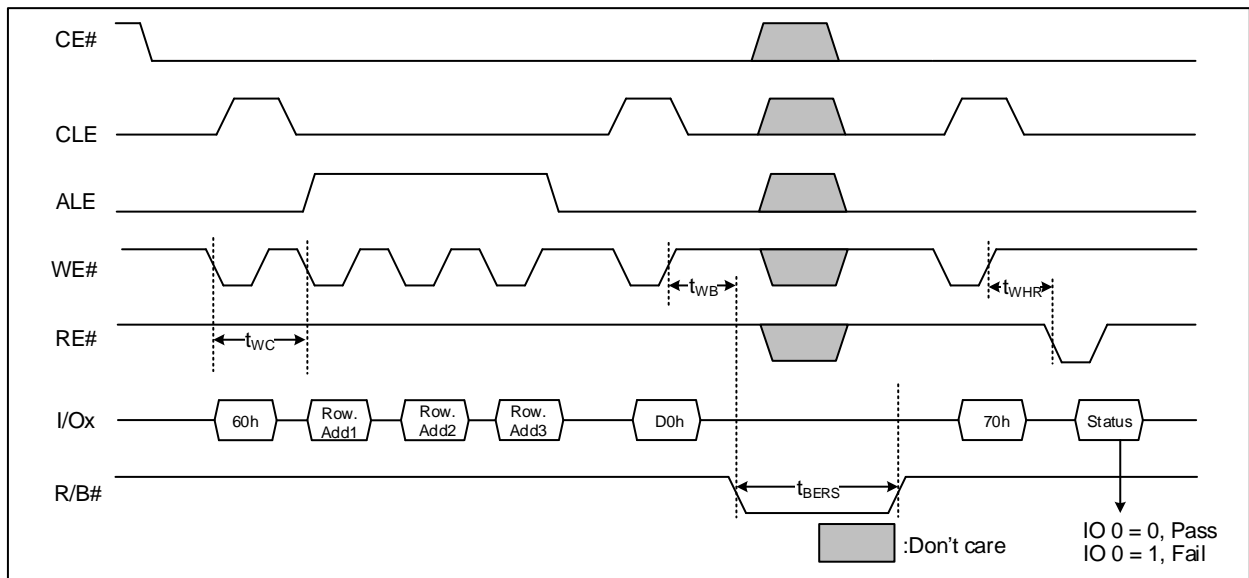 CE#
CLE
ALE
WE#
tWB
tWHR
RE#
tWC
I/Ox
60h
Row.
Add1
Row.
Add2
Row.
Add3
D0h
70h
Status
R/B#
tBERS
:Don't care
IO 0 = 0, Pass
IO 0 = 1, Fail